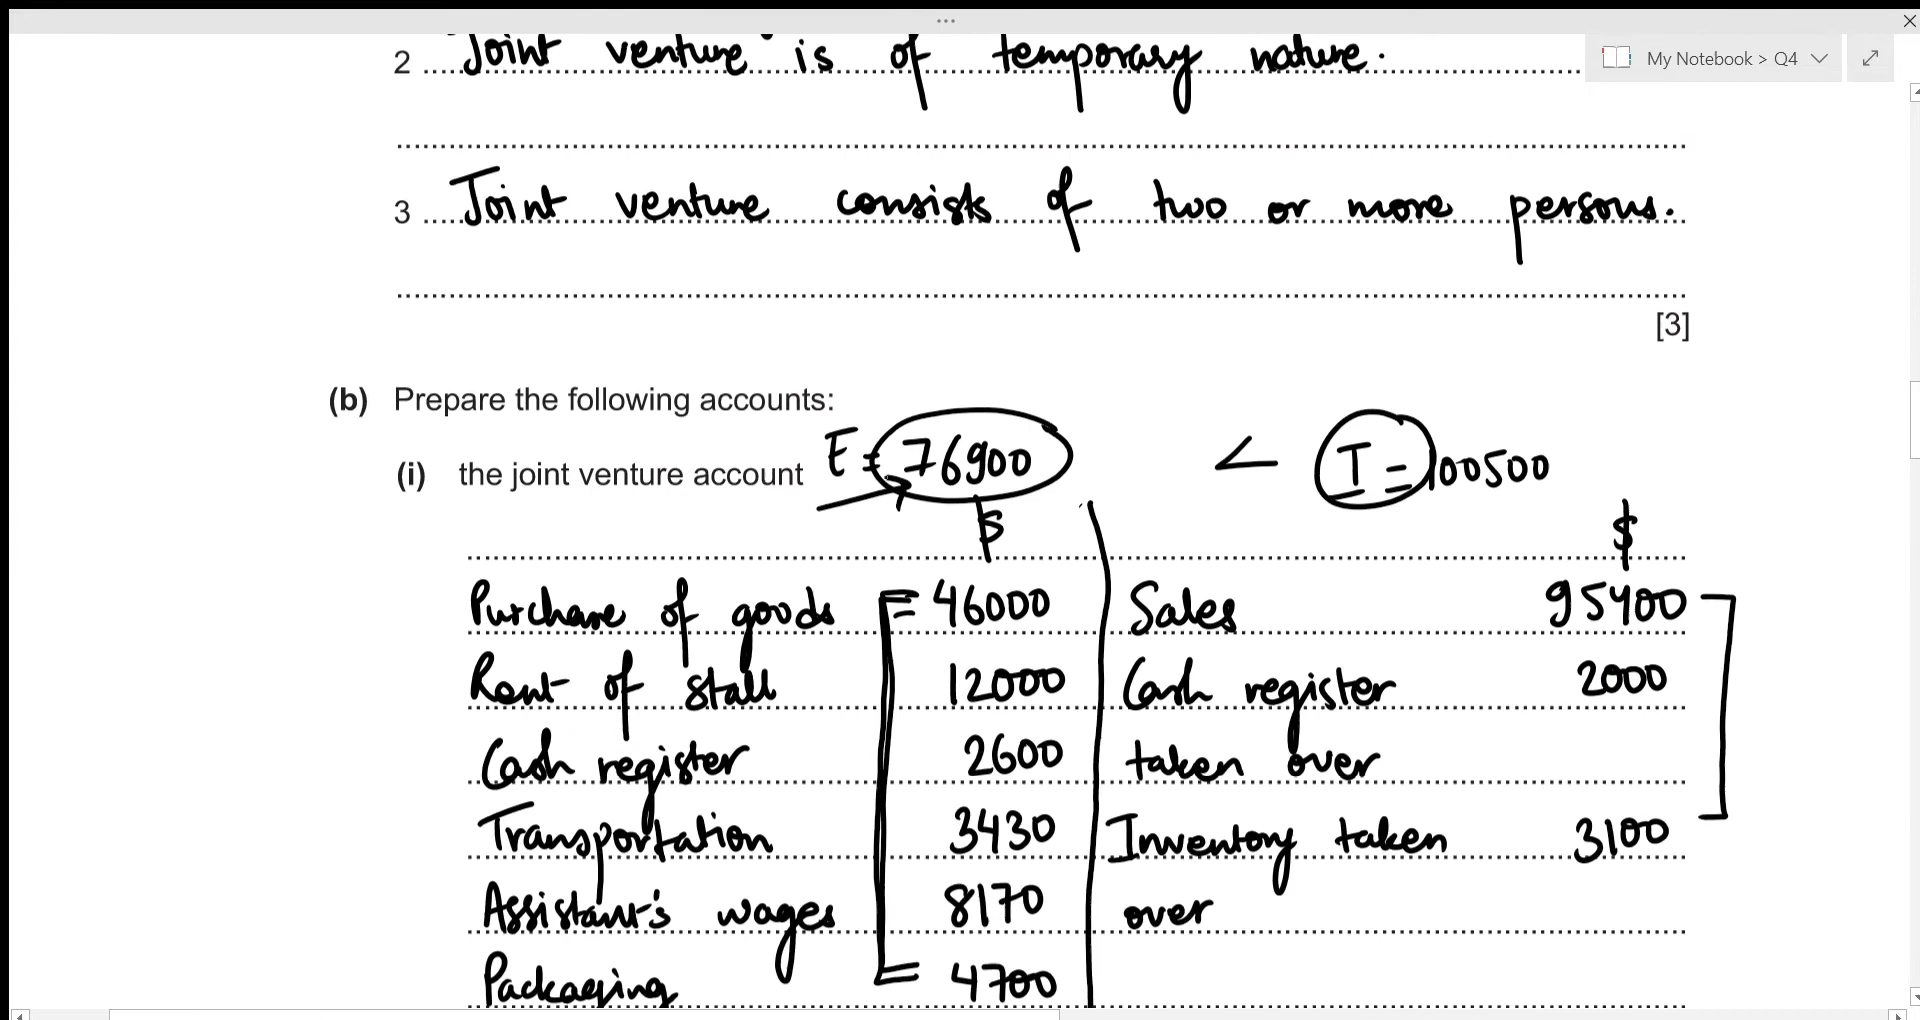 ...
My Notebook > Q4
2 Joint venture is of temporary nature.
3 Joint venture consists of two or more persons.
[3]
(b) Prepare the following accounts:
(i) the joint venture account E = 76900 < I = 100500
$ $
Purchase of goods = 46000 Sales 95400
Rent of stall 12000 Cash register 2000
Cash register 2600 taken over
Transportation 3430 Inventory taken 3100
Assistant's wages 8170 over
Packaging = 4700